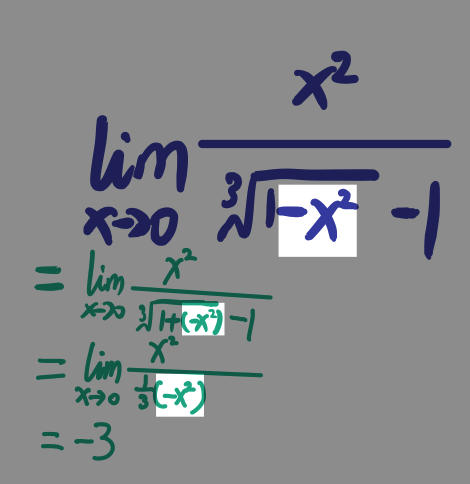 lim x→0 x² / (∛(1-x²) - 1)
= lim x→0 x² / (∛(1+(-x²)) - 1)
= lim x→0 x² / (1/3 (-x²))
= -3